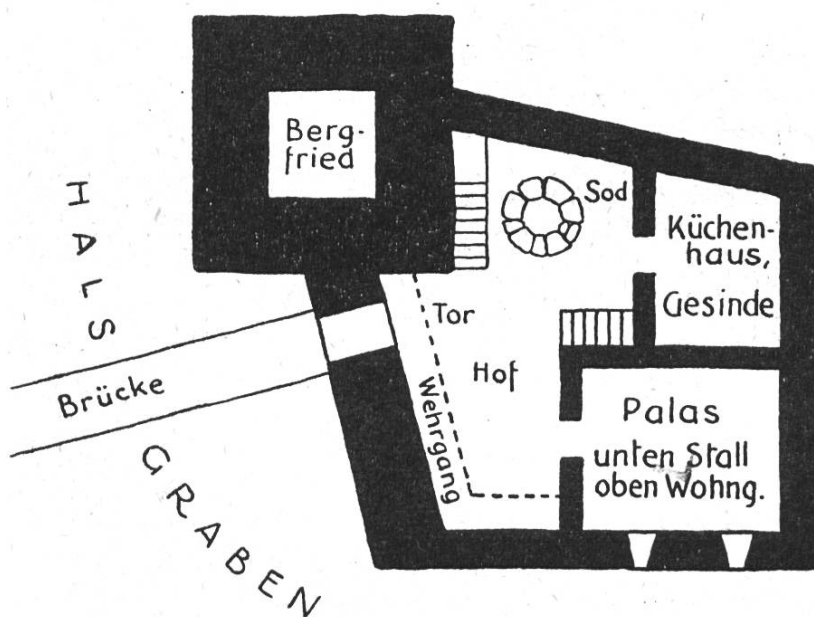 Berg-
fried
Sod
Küchen-
haus,
Gesinde
HALS
Tor
Hof
Brücke
Wehrgang
Palas
unten Stall
oben Wohng.
GRABEN